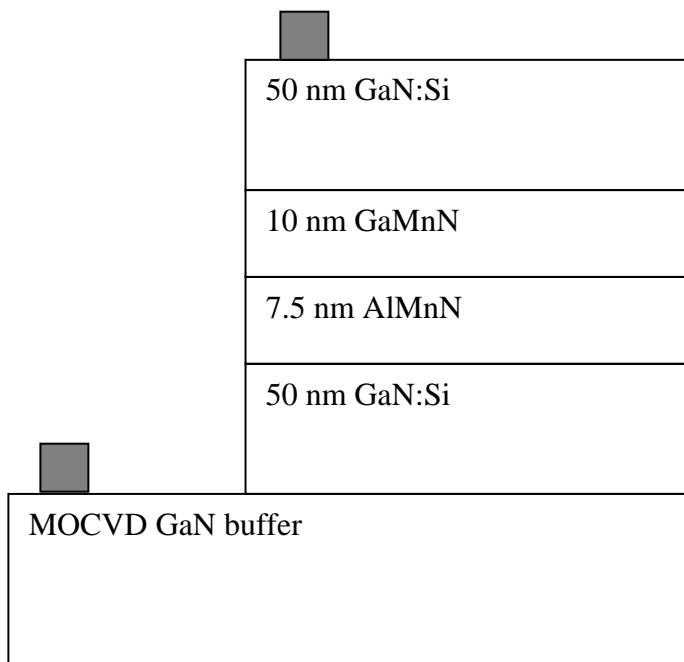 50 nm GaN:Si
10 nm GaMnN
7.5 nm AlMnN
50 nm GaN:Si
MOCVD GaN buffer